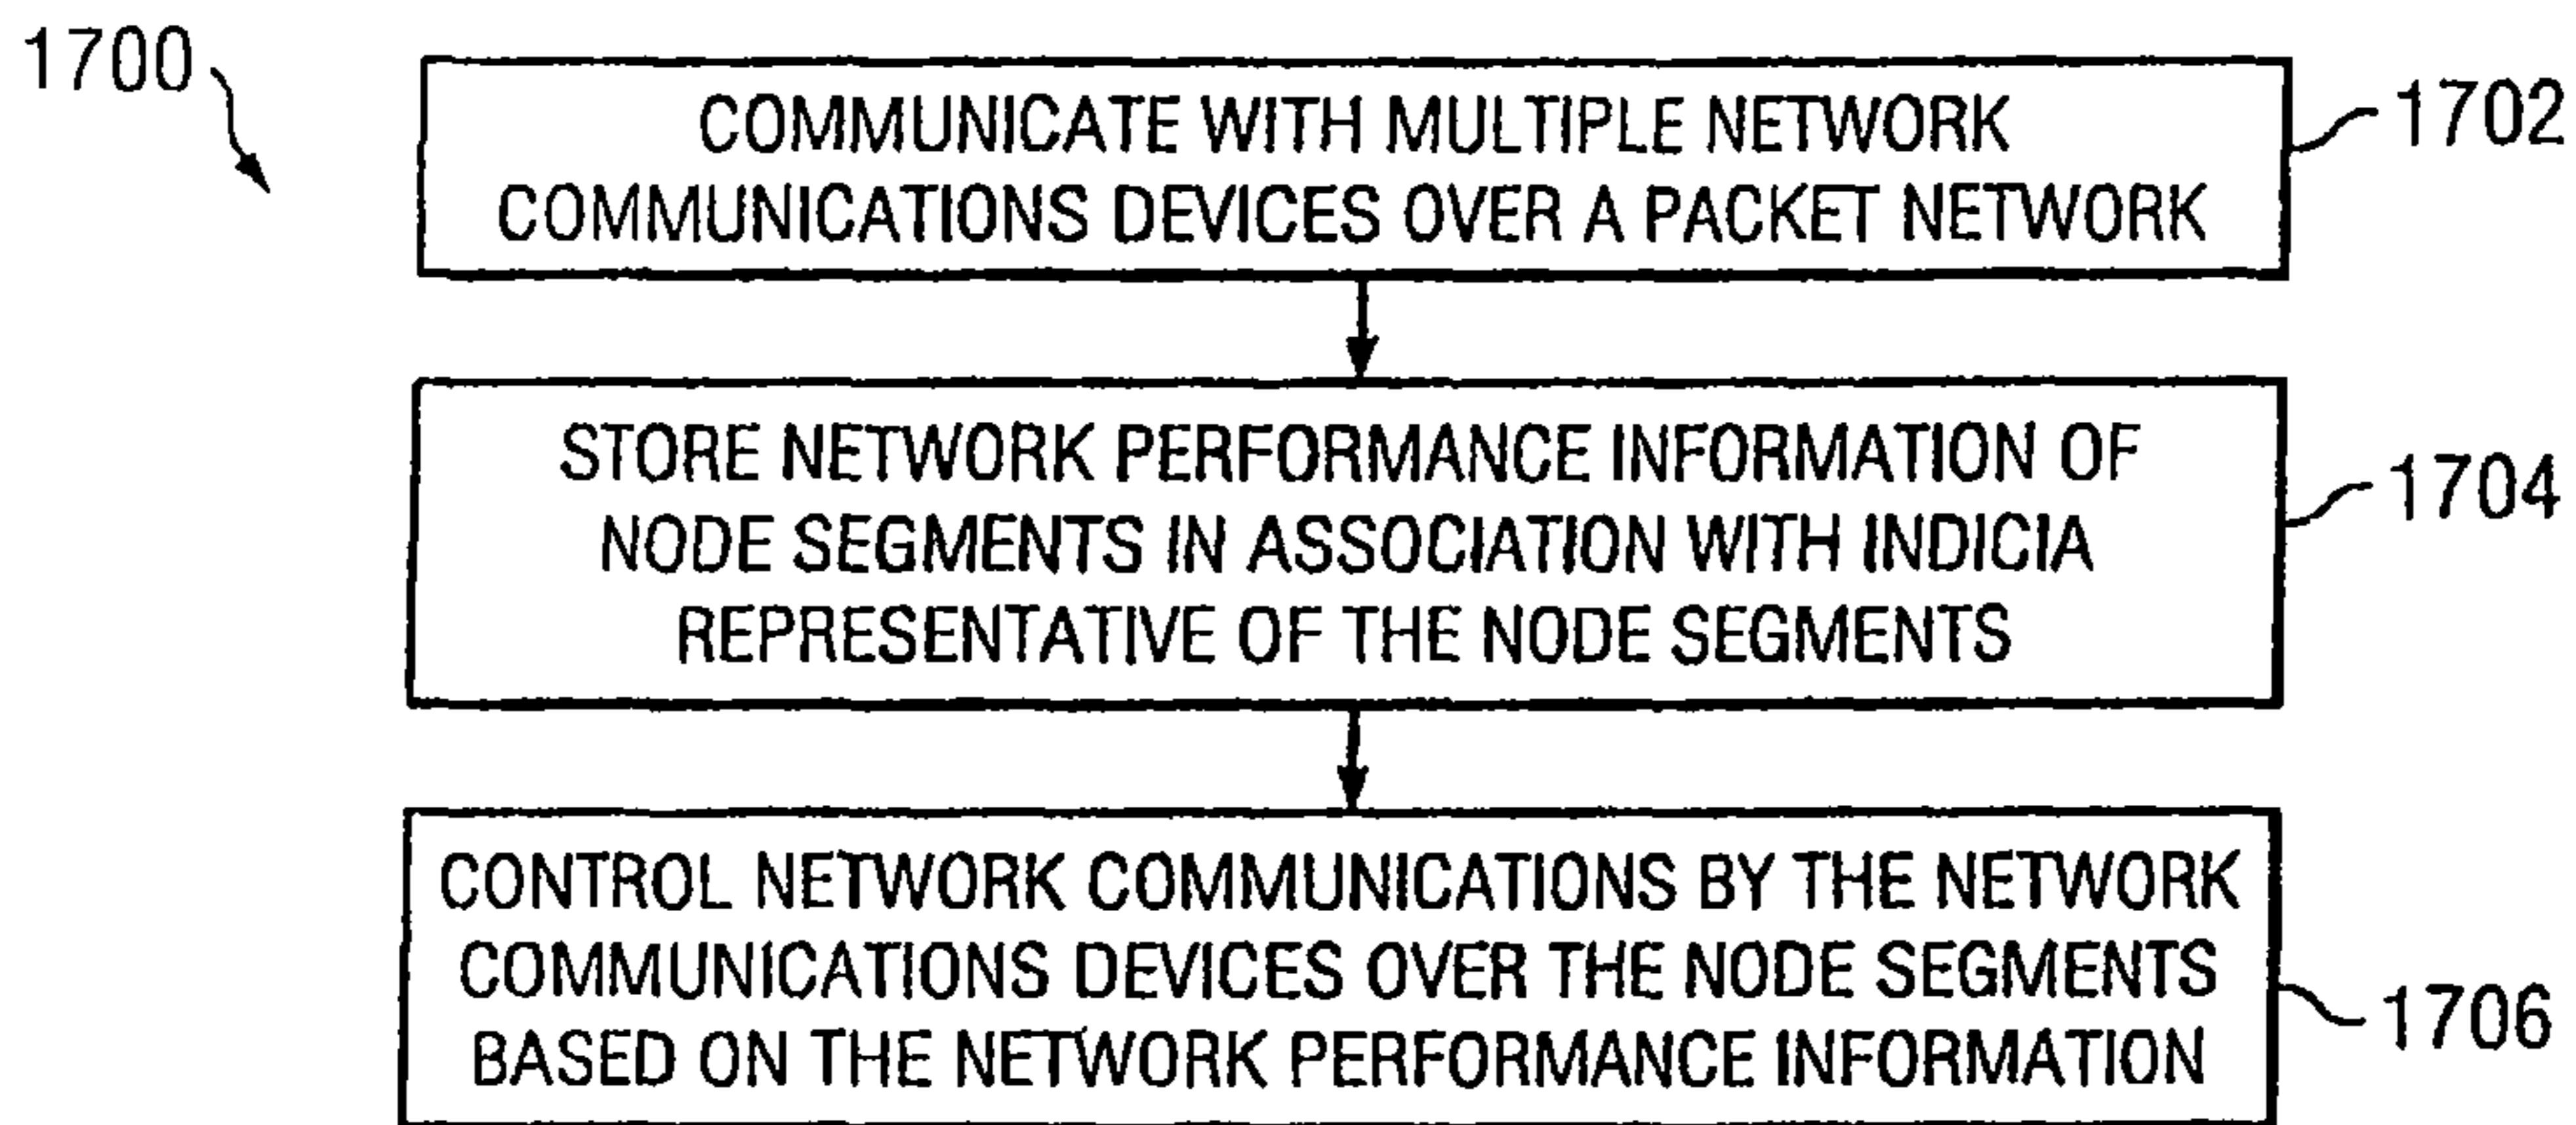 1700
COMMUNICATE WITH MULTIPLE NETWORK
COMMUNICATIONS DEVICES OVER A PACKET NETWORK
1702
STORE NETWORK PERFORMANCE INFORMATION OF
NODE SEGMENTS IN ASSOCIATION WITH INDICIA
REPRESENTATIVE OF THE NODE SEGMENTS
1704
CONTROL NETWORK COMMUNICATIONS BY THE NETWORK
COMMUNICATIONS DEVICES OVER THE NODE SEGMENTS
BASED ON THE NETWORK PERFORMANCE INFORMATION
1706